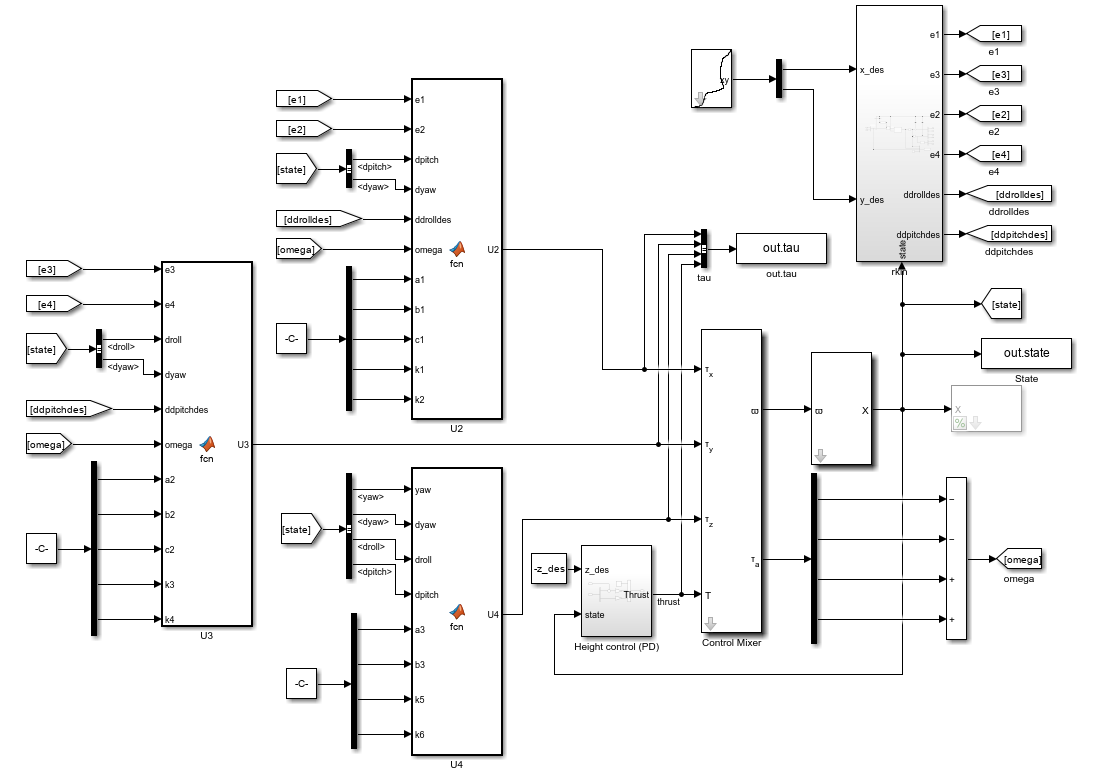 [e3]
[e4]
[state]
<droll>
<dyaw>
[ddpitchdes]
[omega]
-C-
e3
e4
droll
dyaw
ddpitchdes
omega
a2
b2
c2
k3
k4
fcn
U3
U3
[e1]
[e2]
[state]
<dpitch>
<dyaw>
[ddrolldes]
[omega]
-C-
e1
e2
dpitch
dyaw
ddrolldes
omega
a1
b1
c1
k1
k2
fcn
U2
U2
[state]
<yaw>
<dyaw>
<droll>
<dpitch>
-C-
yaw
dyaw
droll
dpitch
a3
b3
k5
k6
fcn
U4
U4
-z_des
z_des
state
Thrust
thrust
Height control (PD)
tau
out.tau
out.tau
τx
τy
τz
T
ϖ
τa
Control Mixer
ϖ
X
xy
x_des
y_des
state
e1
e3
e2
e4
ddrolldes
ddpitchdes
[e1]
e1
[e3]
e3
[e2]
e2
[e4]
e4
[ddrolldes]
ddrolldes
[ddpitchdes]
ddpitchdes
[state]
out.state
State
X
%
−
−
+
+
[omega]
omega